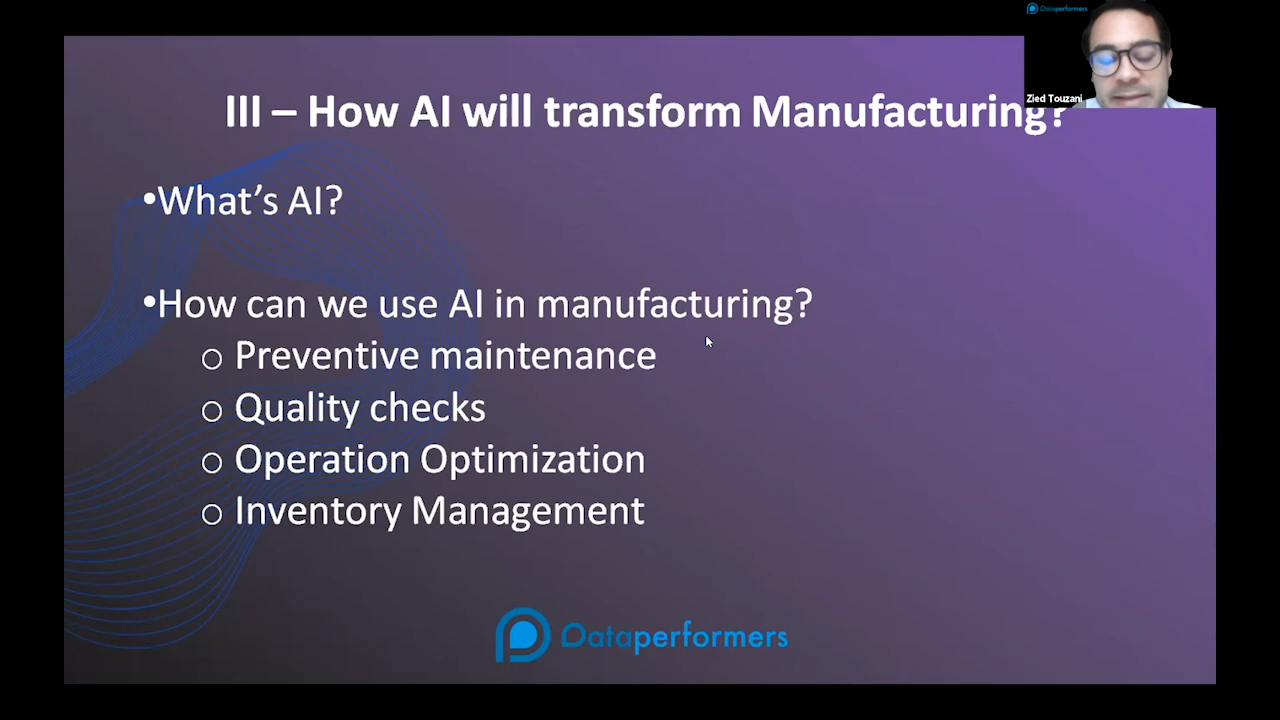 Dataperformers
Zied Touzani
III – How AI will transform Manufacturing?
•What’s AI?
•How can we use AI in manufacturing?
o Preventive maintenance
o Quality checks
o Operation Optimization
o Inventory Management
Dataperformers